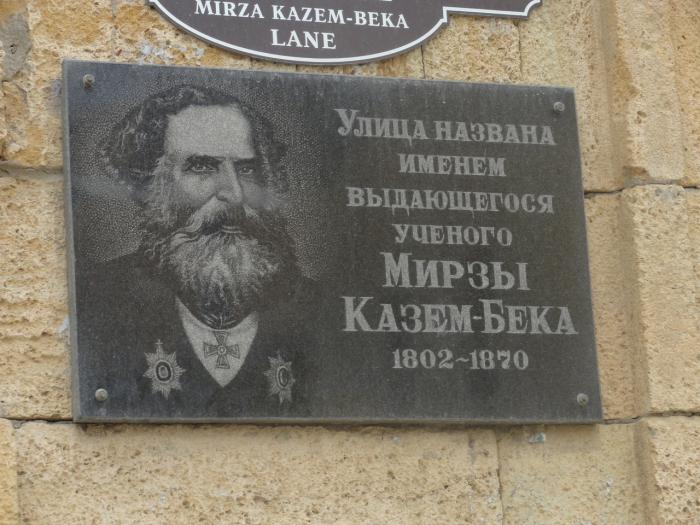 MIRZA KAZEM-BEKA
LANE
УЛИЦА НАЗВАНА
ИМЕНЕМ
ВЫДАЮЩЕГОСЯ
УЧЕНОГО
МИРЗЫ
КАЗЕМ-БЕКА
1802~1870